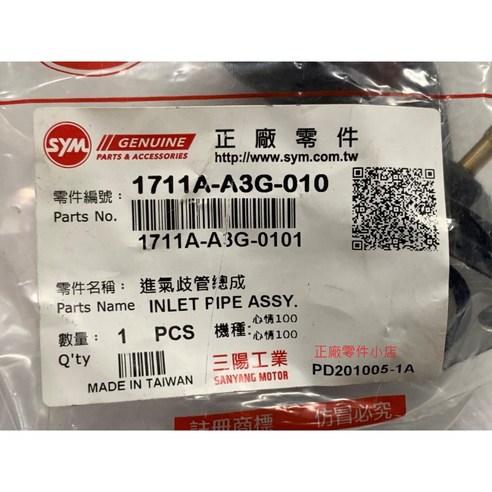 SYM GENUINE PARTS & ACCESSORIES 正廠零件
http://www.sym.com.tw
零件編號：
Parts No.
1711A-A3G-010
1711A-A3G-0101
零件名稱： 進氣歧管總成
Parts Name INLET PIPE ASSY.
數量： 1 PCS 機種： 心情100
心情100
Q'ty
正廠零件小店
MADE IN TAIWAN
三陽工業
SANYANG MOTOR
PD201005-1A
註冊商標 仿冒必究